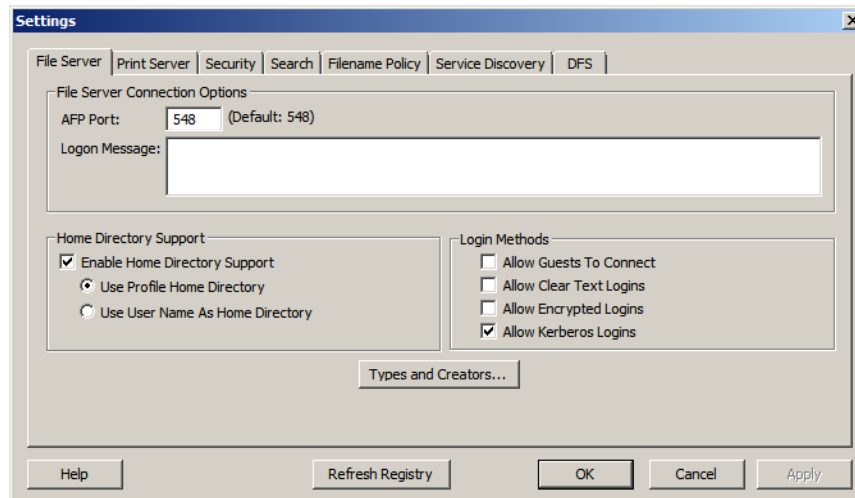 Settings
File Server
Print Server
Security
Search
Filename Policy
Service Discovery
DFS
File Server Connection Options
AFP Port: 548 (Default: 548)
Logon Message:
Home Directory Support
Enable Home Directory Support
Use Profile Home Directory
Use User Name As Home Directory
Login Methods
Allow Guests To Connect
Allow Clear Text Logins
Allow Encrypted Logins
Allow Kerberos Logins
Types and Creators...
Help
Refresh Registry
OK
Cancel
Apply